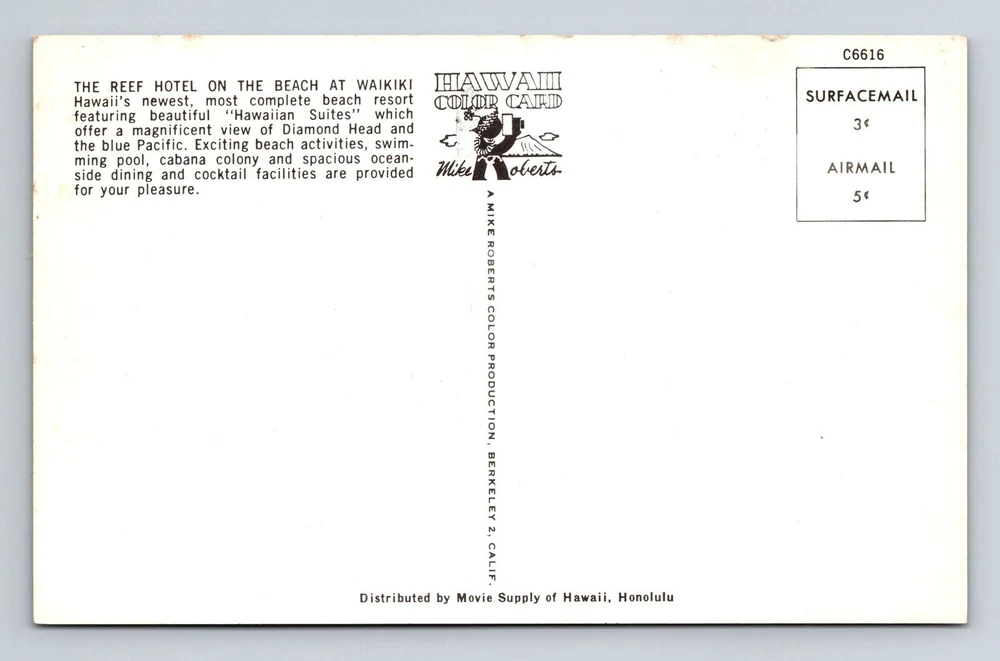 C6616
THE REEF HOTEL ON THE BEACH AT WAIKIKI
Hawaii's newest, most complete beach resort
featuring beautiful "Hawaiian Suites" which
offer a magnificent view of Diamond Head and
the blue Pacific. Exciting beach activities, swim-
ming pool, cabana colony and spacious ocean-
side dining and cocktail facilities are provided
for your pleasure.
HAWAII
COLOR CARD
Mike Roberts
A MIKE ROBERTS COLOR PRODUCTION, BERKELEY 2, CALIF.
SURFACEMAIL
3¢
AIRMAIL
5¢
Distributed by Movie Supply of Hawaii, Honolulu